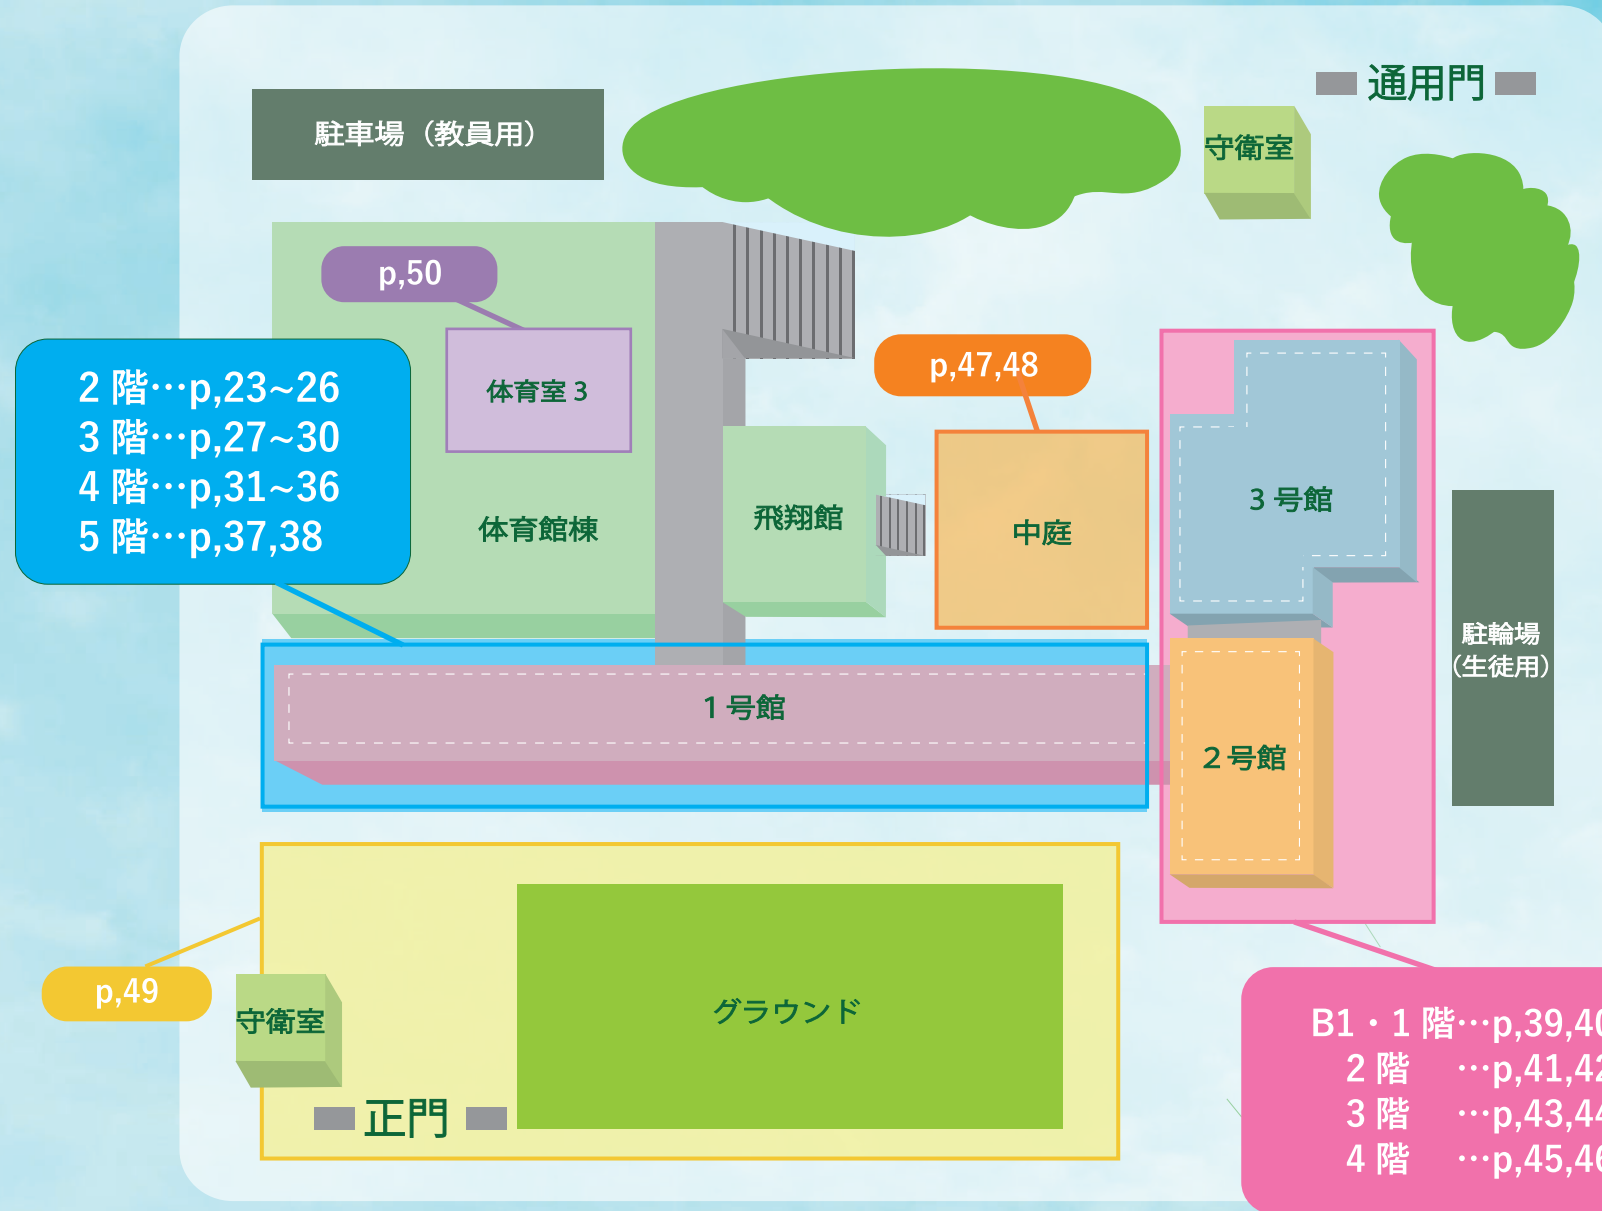 通用門
駐車場（教員用）
守衛室
p,50
p,47,48
体育室 3
2 階…p,23~26
3 階…p,27~30
4 階…p,31~36
5 階…p,37,38
体育館棟
飛翔館
中庭
3 号館
駐輪場
（生徒用）
1 号館
2 号館
p,49
守衛室
グラウンド
正門
B1・1 階…p,39,40
2 階 …p,41,42
3 階 …p,43,44
4 階 …p,45,46